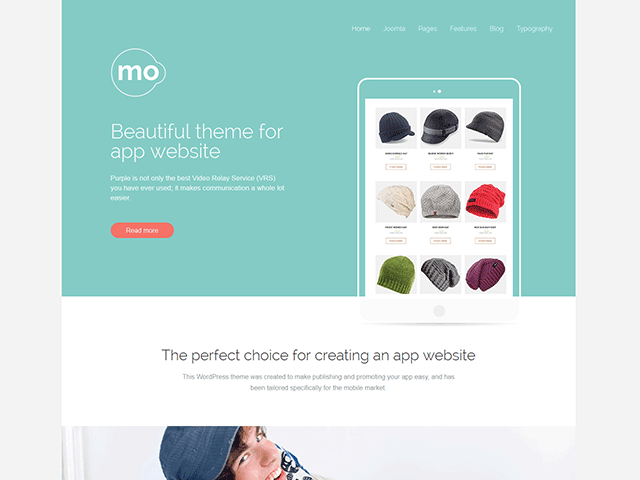 Home Joomla Pages Features Blog Typography
mo
Beautiful theme for
app website
Purple is not only the best Video Relay Service (VRS)
you have ever used; it makes communication a whole lot
easier.
Read more
The perfect choice for creating an app website
This WordPress theme was created to make publishing and promoting your app easy, and has
been tailored specifically for the mobile market